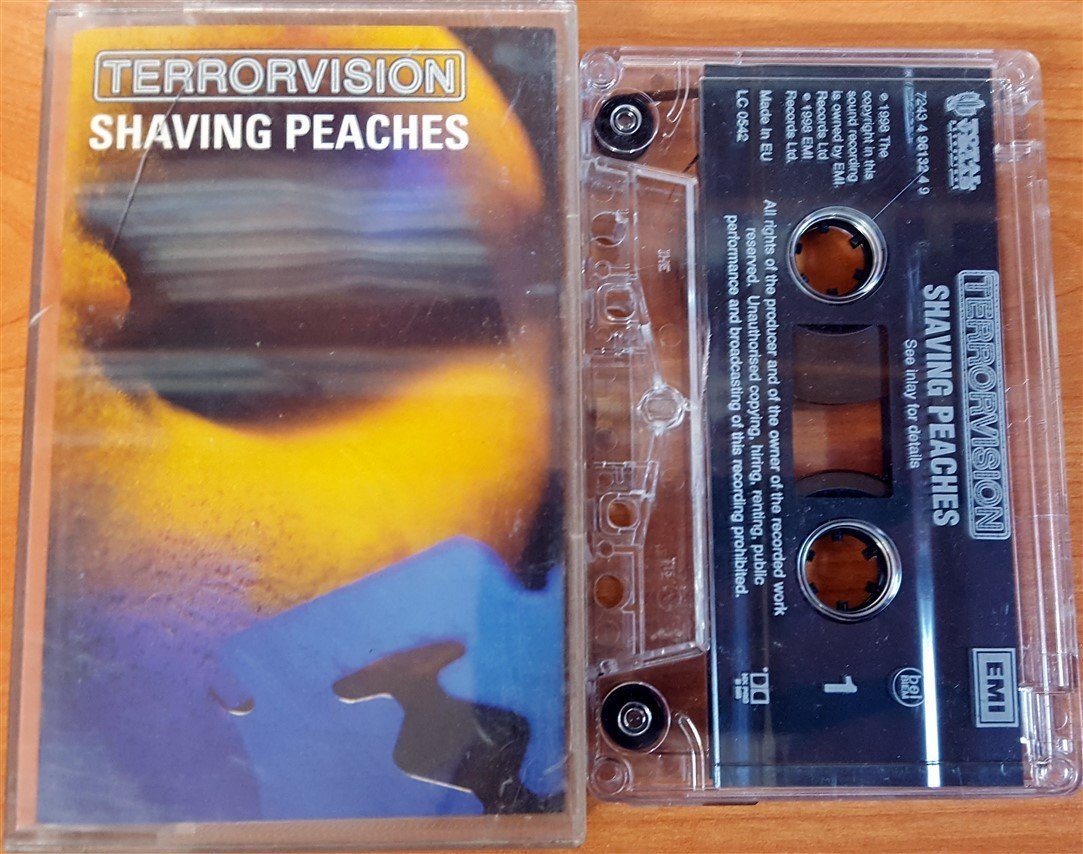 TERRORVISION
SHAVING PEACHES
TERRORVISION
SHAVING PEACHES
See inlay for details
7243 4 96132 4 9
℗ 1998 The
copyright in this
sound recording
is owned by EMI
Records Ltd
© 1998 EMI
Records Ltd.
Made in EU
LC 0542
All rights of the producer and of the owner of the recorded work
reserved. Unauthorised copying, hiring, renting, public
performance and broadcasting of this recording prohibited.
EMI
bel
BIEM
1